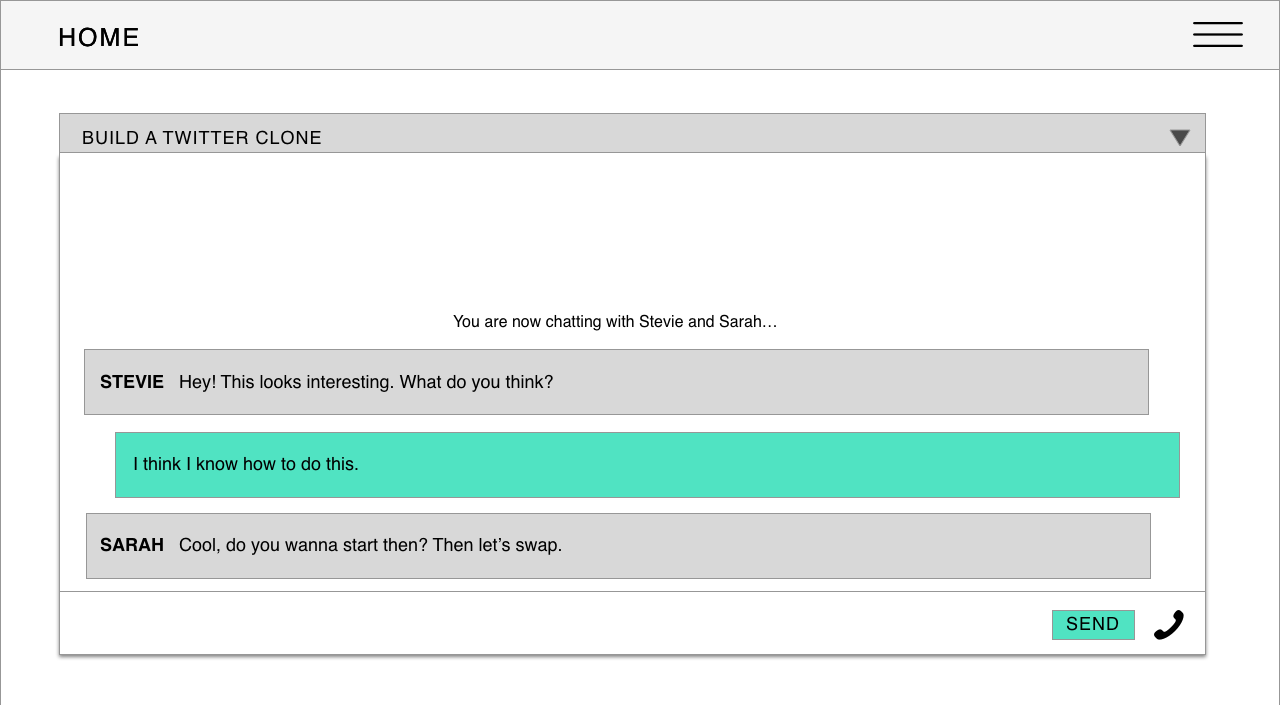 HOME
BUILD A TWITTER CLONE
You are now chatting with Stevie and Sarah…
STEVIE Hey! This looks interesting. What do you think?
I think I know how to do this.
SARAH Cool, do you wanna start then? Then let’s swap.
SEND